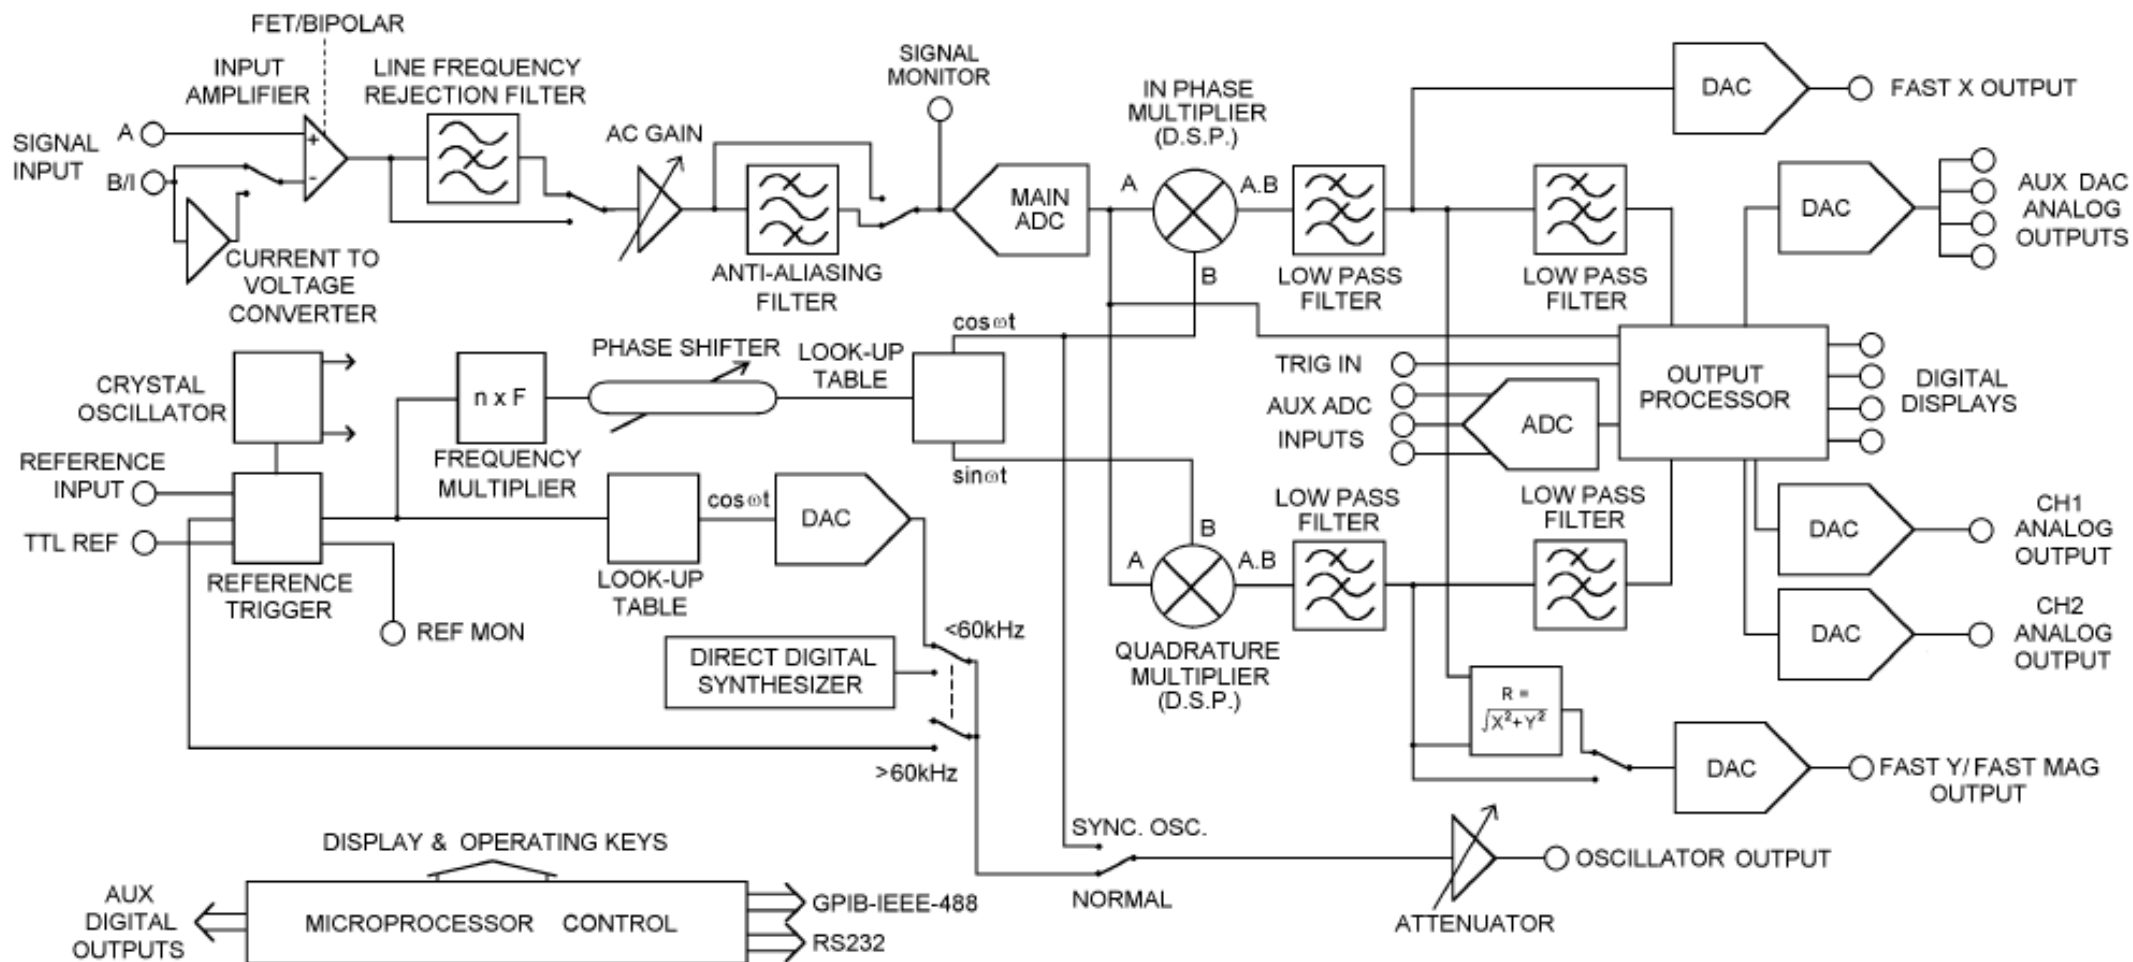 FET/BIPOLAR
INPUT
AMPLIFIER
LINE FREQUENCY
REJECTION FILTER
SIGNAL
INPUT
A
B/I
+
-
CURRENT TO
VOLTAGE
CONVERTER
AC GAIN
ANTI-ALIASING
FILTER
SIGNAL
MONITOR
MAIN
ADC
IN PHASE
MULTIPLIER
(D.S.P.)
A
A.B
B
LOW PASS
FILTER
LOW PASS
FILTER
DAC
FAST X OUTPUT
DAC
AUX DAC
ANALOG
OUTPUTS
CRYSTAL
OSCILLATOR
n x F
FREQUENCY
MULTIPLIER
PHASE SHIFTER
LOOK-UP
TABLE
cosωt
sinωt
TRIG IN
AUX ADC
INPUTS
ADC
OUTPUT
PROCESSOR
DIGITAL
DISPLAYS
REFERENCE
INPUT
TTL REF
REFERENCE
TRIGGER
REF MON
LOOK-UP
TABLE
cosωt
DAC
DIRECT DIGITAL
SYNTHESIZER
<60kHz
>60kHz
B
A
A.B
QUADRATURE
MULTIPLIER
(D.S.P.)
LOW PASS
FILTER
LOW PASS
FILTER
DAC
CH1
ANALOG
OUTPUT
DAC
CH2
ANALOG
OUTPUT
R =
√X²+Y²
DAC
FAST Y/ FAST MAG
OUTPUT
SYNC. OSC.
NORMAL
ATTENUATOR
OSCILLATOR OUTPUT
DISPLAY & OPERATING KEYS
AUX
DIGITAL
OUTPUTS
MICROPROCESSOR CONTROL
GPIB-IEEE-488
RS232